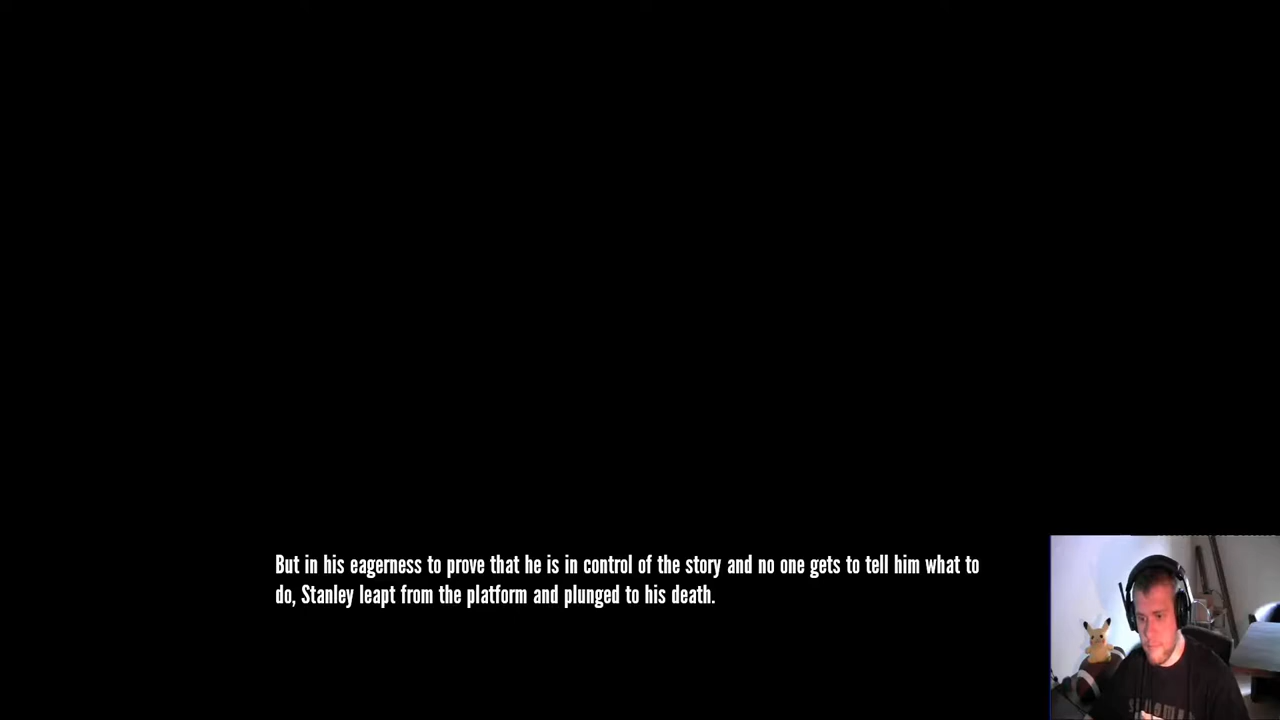 But in his eagerness to prove that he is in control of the story and no one gets to tell him what to
do, Stanley leapt from the platform and plunged to his death.